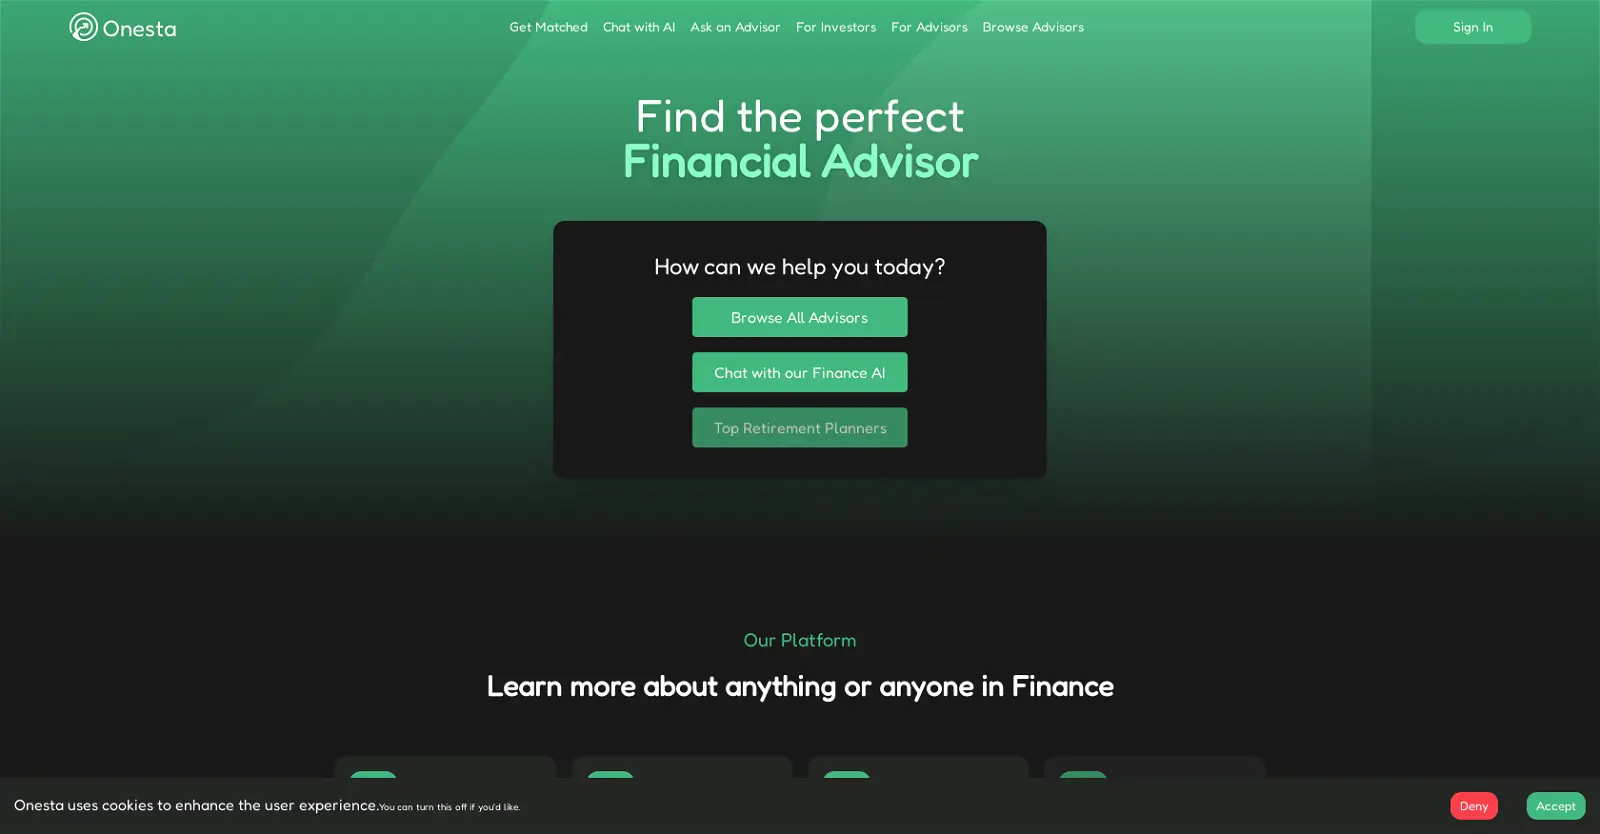 Onesta
Get Matched
Chat with AI
Ask an Advisor
For Investors
For Advisors
Browse Advisors
Sign In
Find the perfect
Financial Advisor
How can we help you today?
Browse All Advisors
Chat with our Finance AI
Top Retirement Planners
Our Platform
Learn more about anything or anyone in Finance
Onesta uses cookies to enhance the user experience.You can turn this off if you'd like.
Deny
Accept